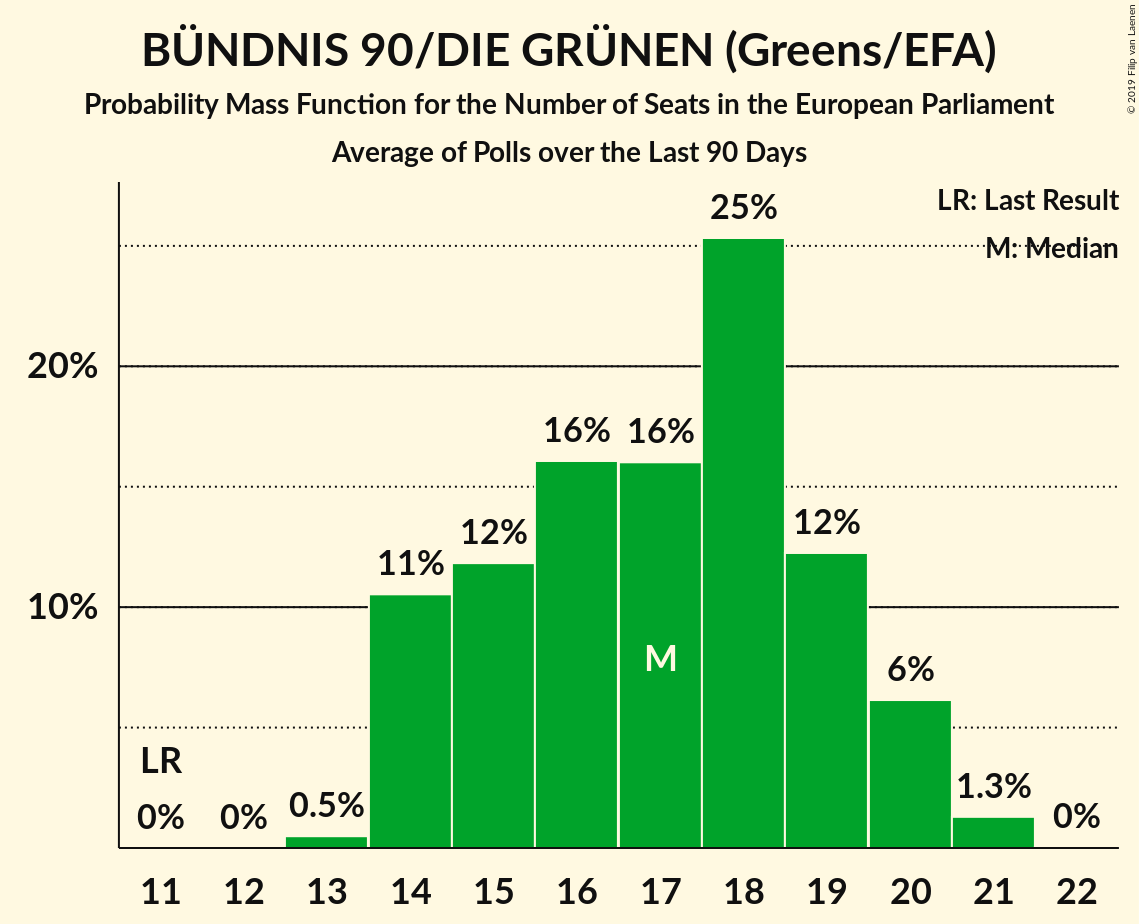 BÜNDNIS 90/DIE GRÜNEN (Greens/EFA)
Probability Mass Function for the Number of Seats in the European Parliament
Average of Polls over the Last 90 Days
© 2019 Filip van Laenen
LR: Last Result
M: Median
20%
10%
LR
0%
0%
0.5%
11%
12%
16%
16%
M
25%
12%
6%
1.3%
0%
11 12 13 14 15 16 17 18 19 20 21 22